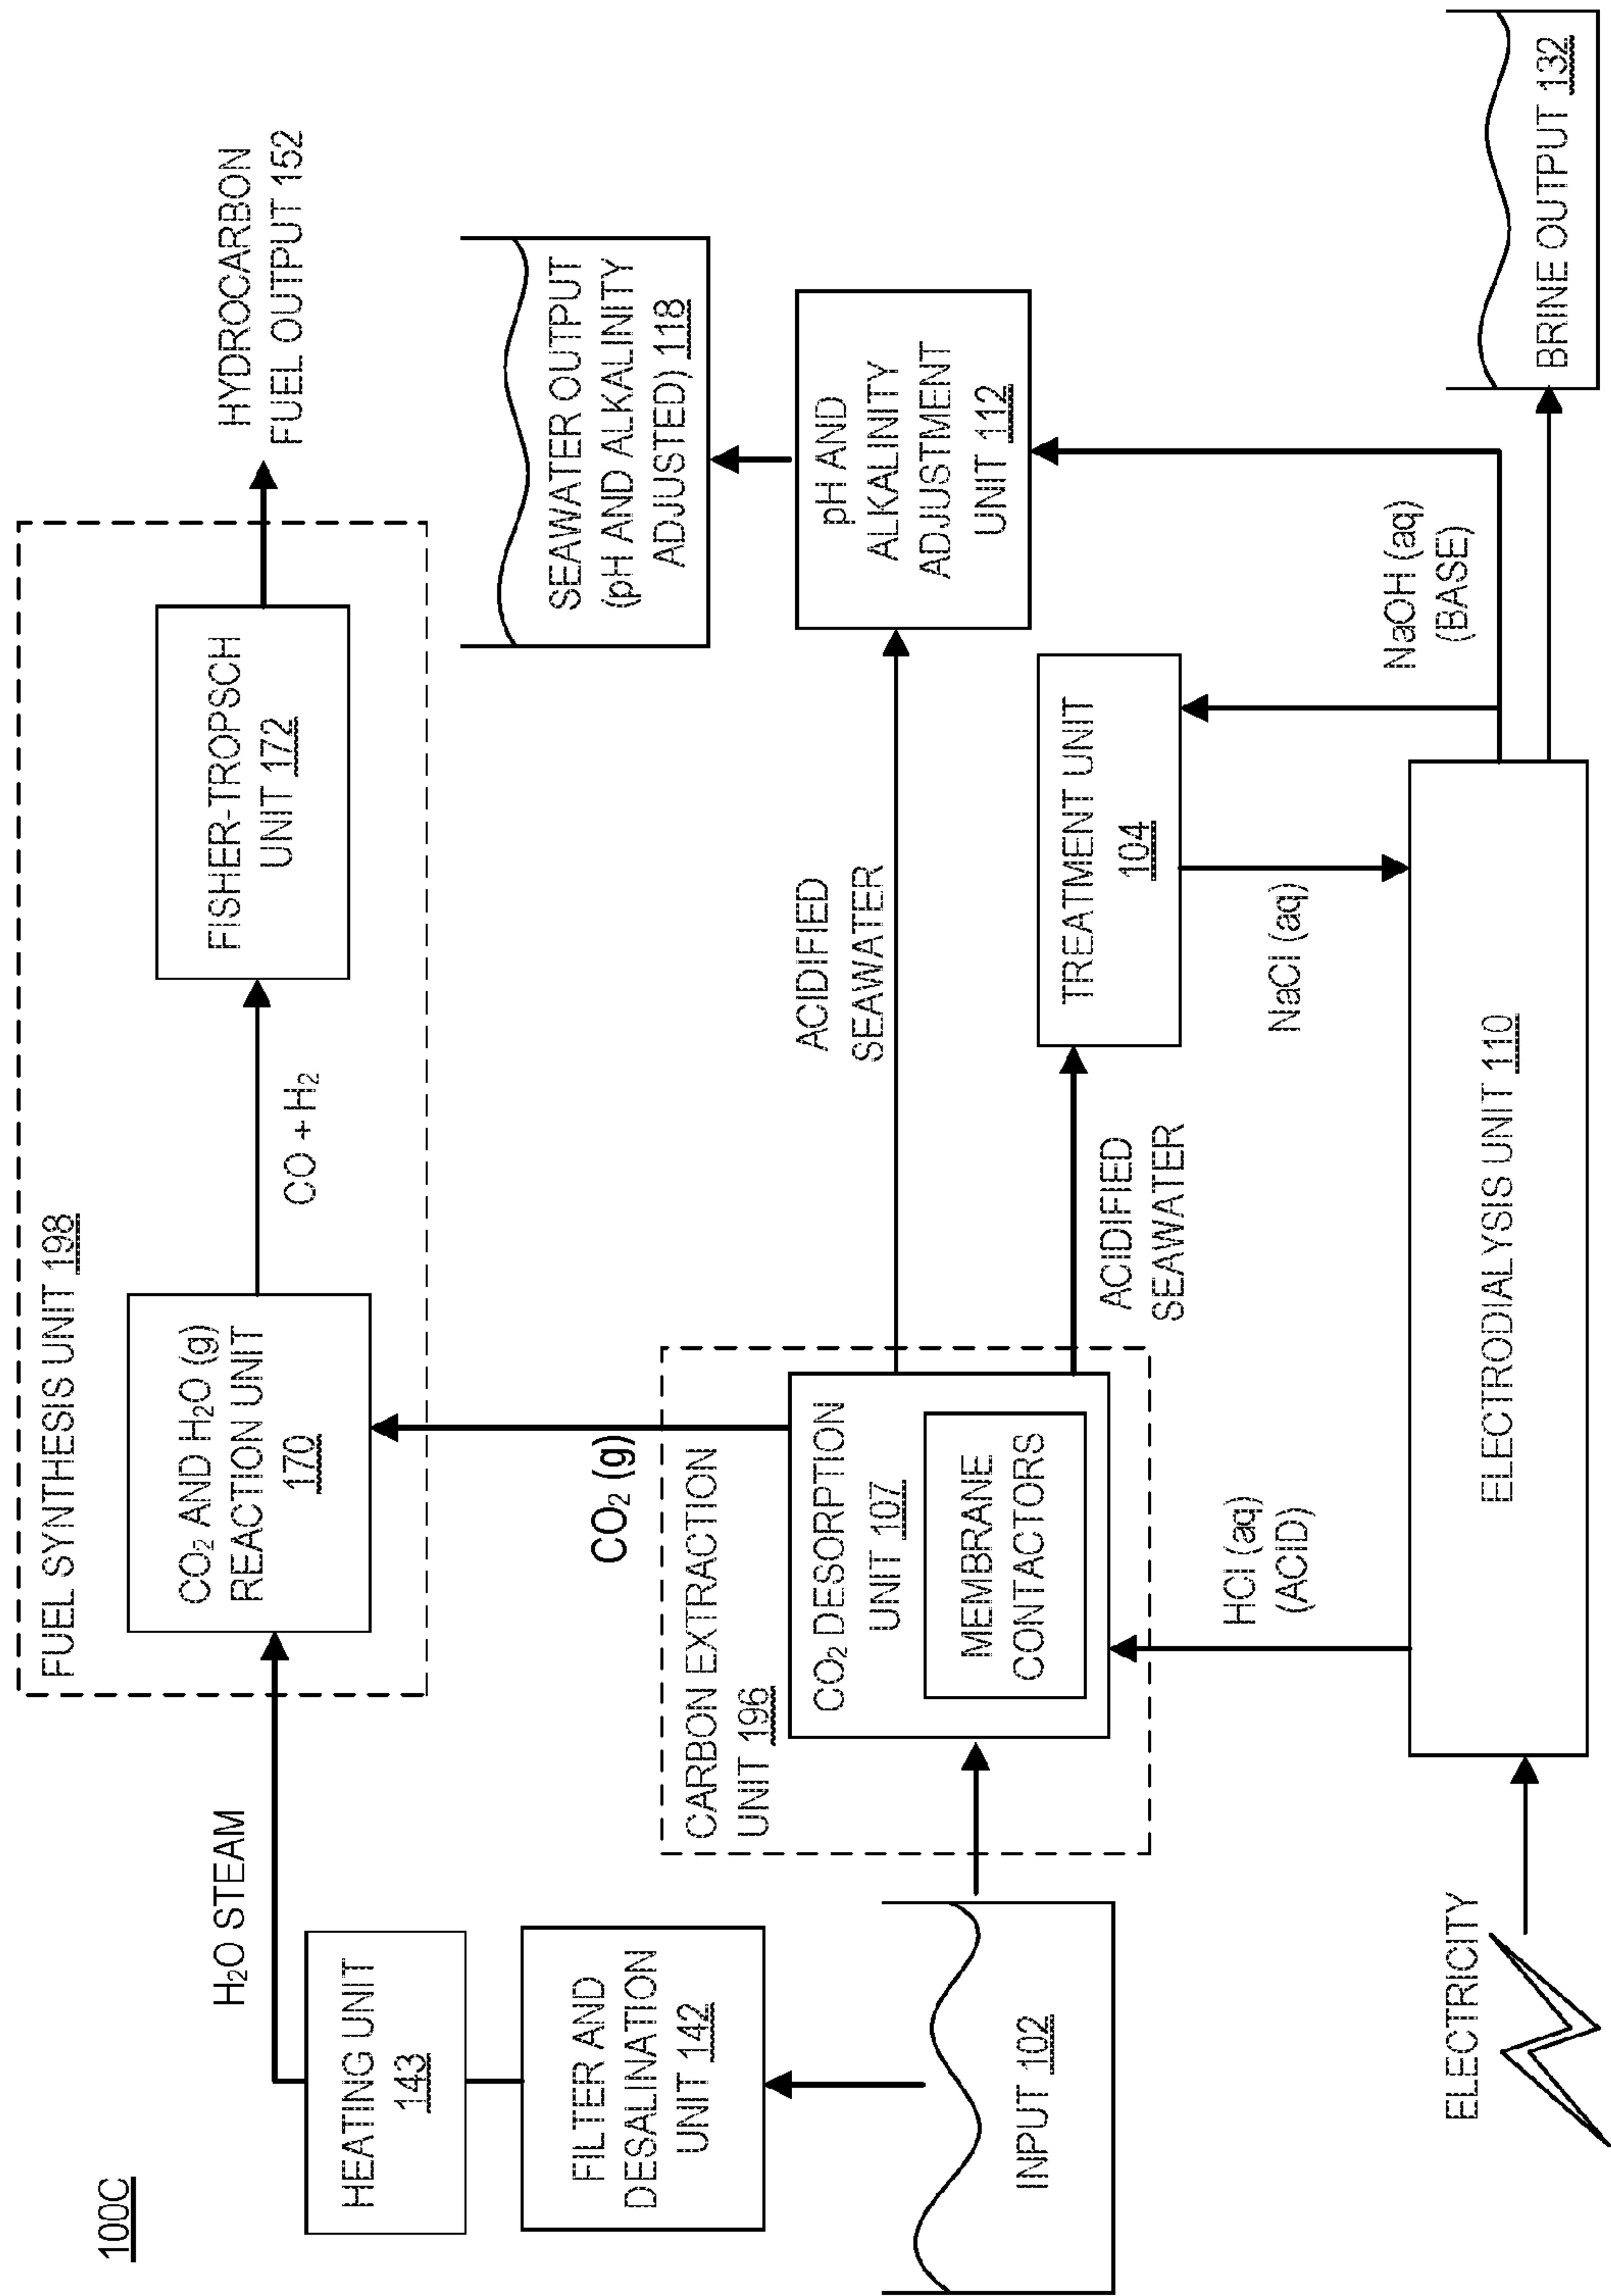 100C
FUEL SYNTHESIS UNIT 198
HYDROCARBON
FUEL OUTPUT 152
H₂O STEAM
CO₂ AND H₂O (g)
REACTION UNIT
170
CO + H₂
FISHER-TROPSCH
UNIT 172
HEATING UNIT
143
FILTER AND
DESALINATION
UNIT 142
INPUT 102
CO₂ (g)
CARBON EXTRACTION
UNIT 196
CO₂ DESORPTION
UNIT 107
MEMBRANE
CONTACTORS
ACIDIFIED
SEAWATER
SEAWATER OUTPUT
(pH AND ALKALINITY
ADJUSTED) 118
pH AND
ALKALINITY
ADJUSTMENT
UNIT 112
ACIDIFIED
SEAWATER
TREATMENT UNIT
104
HCl (aq)
(ACID)
NaCl (aq)
NaOH (aq)
(BASE)
ELECTRICITY
ELECTRODIALYSIS UNIT 110
BRINE OUTPUT 132